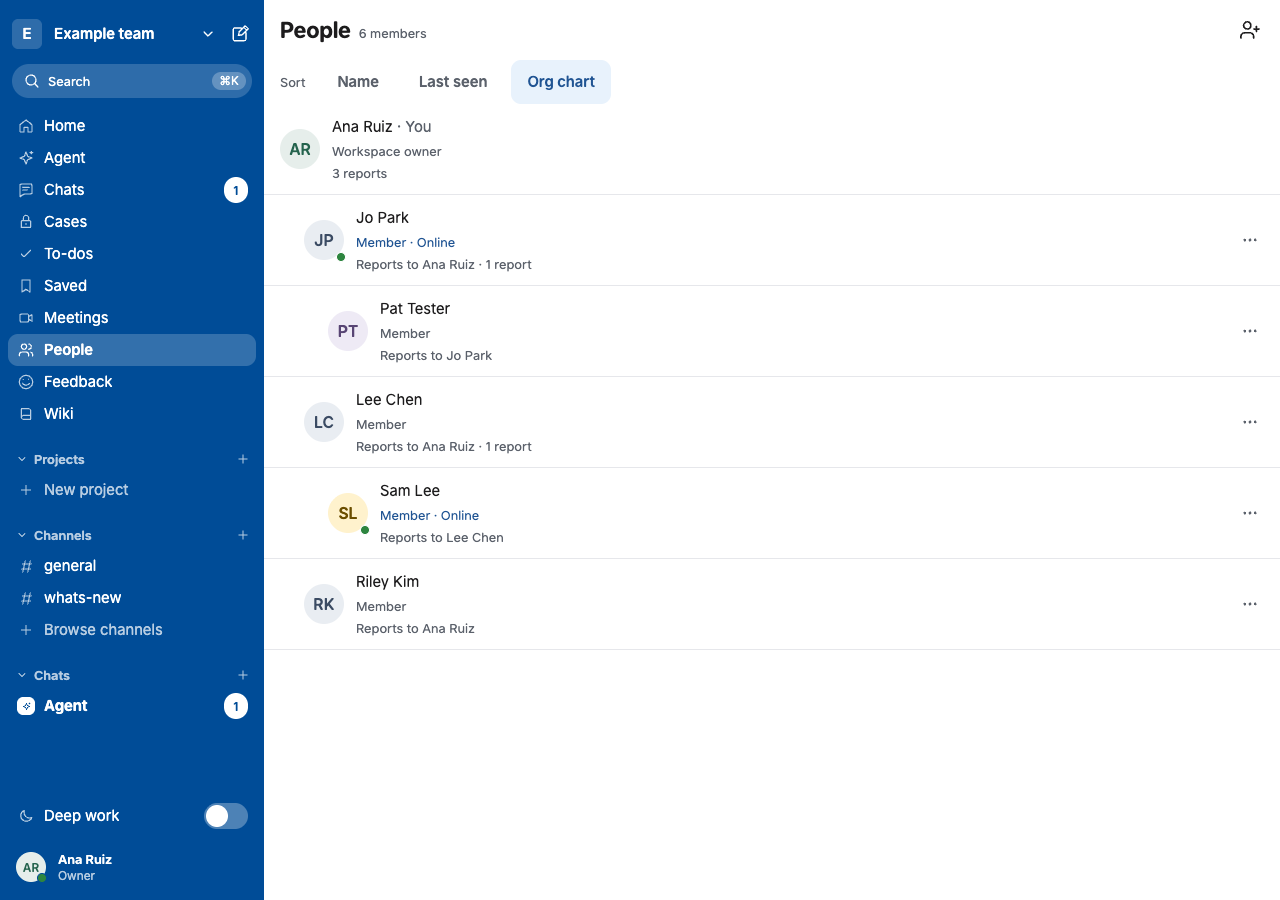 E Example team
Search ⌘K
Home
Agent
Chats 1
Cases
To-dos
Saved
Meetings
People
Feedback
Wiki
Projects
New project
Channels
# general
# whats-new
Browse channels
Chats
Agent 1
Deep work
AR Ana Ruiz
Owner
People 6 members
Sort Name Last seen Org chart
AR
Ana Ruiz · You
Workspace owner
3 reports
JP
Jo Park
Member · Online
Reports to Ana Ruiz · 1 report
PT
Pat Tester
Member
Reports to Jo Park
LC
Lee Chen
Member
Reports to Ana Ruiz · 1 report
SL
Sam Lee
Member · Online
Reports to Lee Chen
RK
Riley Kim
Member
Reports to Ana Ruiz